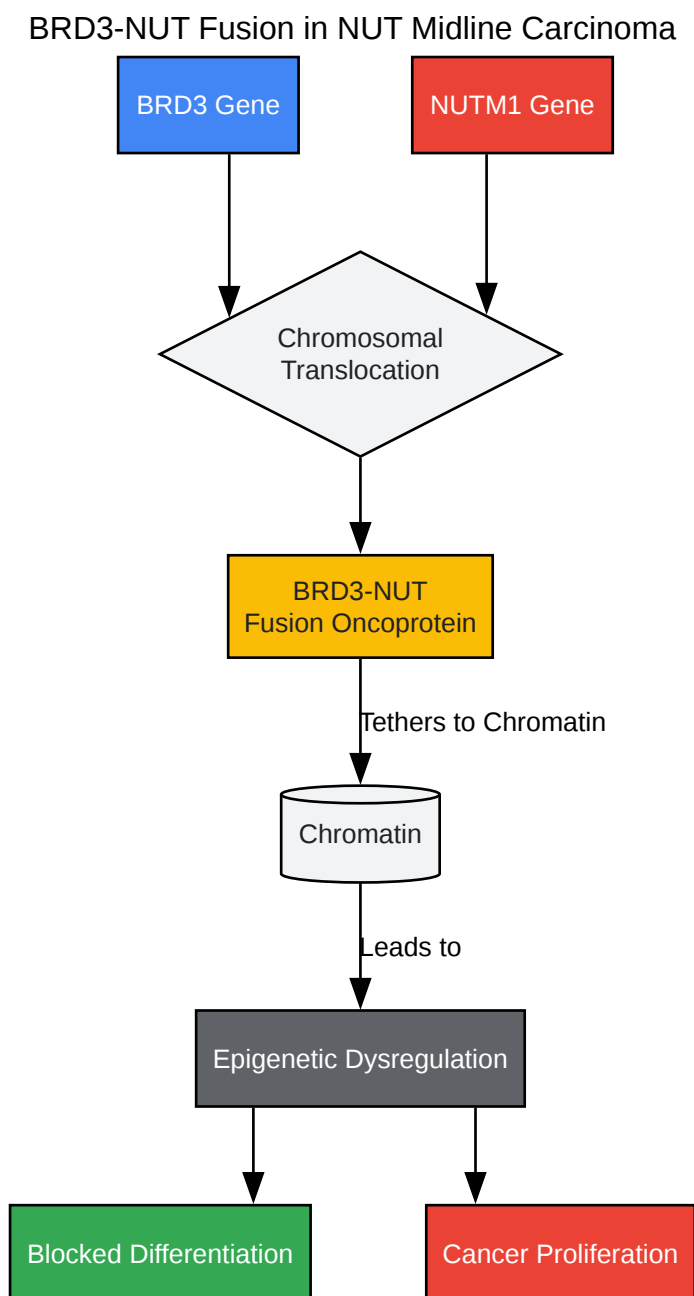 BRD3-NUT Fusion in NUT Midline Carcinoma
BRD3 Gene
NUTM1 Gene
Chromosomal
Translocation
BRD3-NUT
Fusion Oncoprotein
Tethers to Chromatin
Chromatin
Leads to
Epigenetic Dysregulation
Blocked Differentiation
Cancer Proliferation